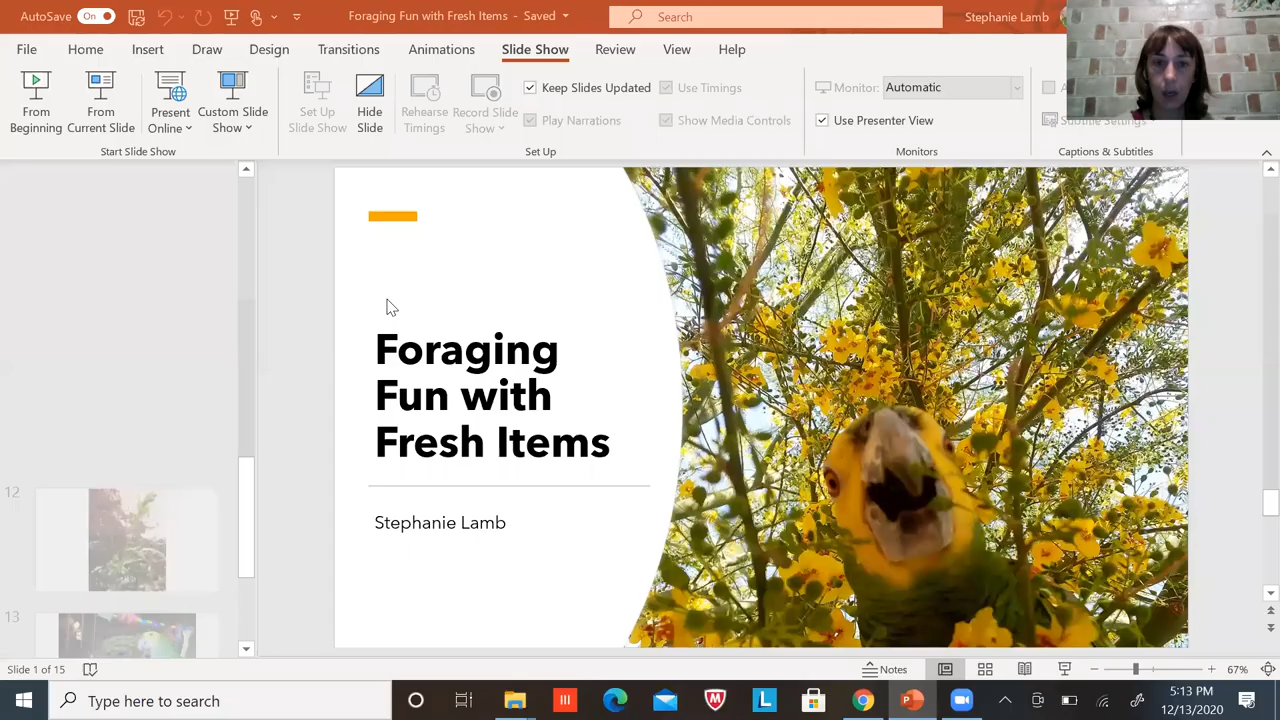 AutoSave On Foraging Fun with Fresh Items - Saved Search Stephanie Lamb
File Home Insert Draw Design Transitions Animations Slide Show Review View Help
From Beginning
From Current Slide
Present Online
Custom Slide Show
Start Slide Show
Set Up Slide Show
Hide Slide
Rehearse Timings
Record Slide Show
Keep Slides Updated
Play Narrations
Use Timings
Show Media Controls
Set Up
Monitor: Automatic
Use Presenter View
Monitors
Subtitle Settings
Captions & Subtitles
12
13
Foraging
Fun with
Fresh Items
Stephanie Lamb
Slide 1 of 15 Notes 67%
Type here to search
5:13 PM
12/13/2020